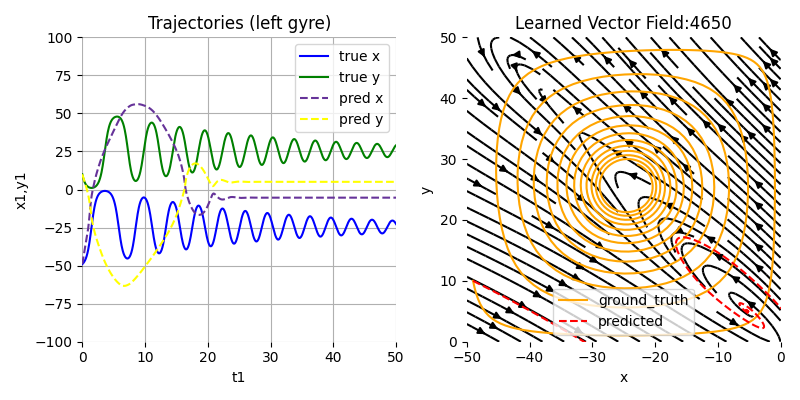 Trajectories (left gyre)
100
75
50
25
0
−25
−50
−75
−100
0
10
20
30
40
50
x1,y1
t1
true x
true y
pred x
pred y
Learned Vector Field:4650
50
40
30
20
10
0
−50
−40
−30
−20
−10
0
y
x
ground_truth
predicted